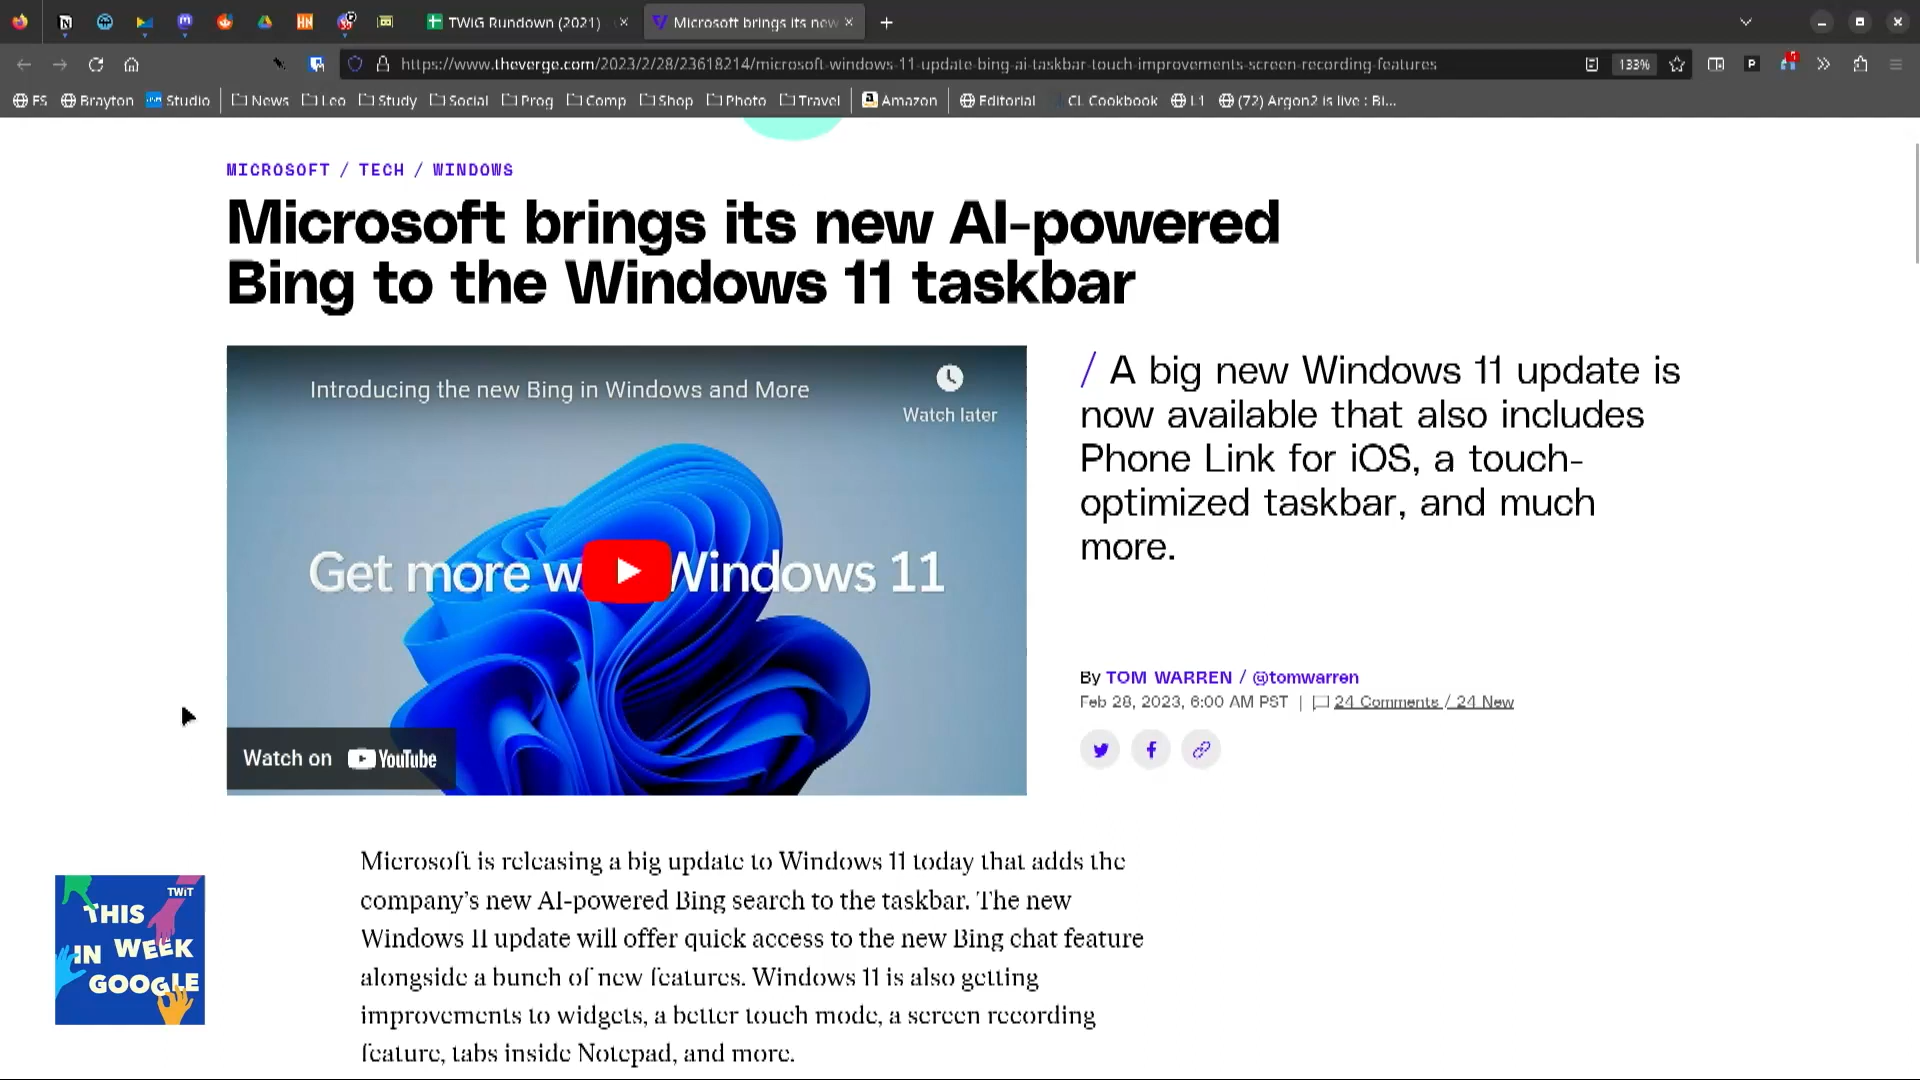 TWiG Rundown (2021)
Microsoft brings its new
https://www.theverge.com/2023/2/28/23618214/microsoft-windows-11-update-bing-ai-taskbar-touch-improvements-screen-recording-features
133%
FS Brayton Studio News Leo Study Social Prog Comp Shop Photo Travel Amazon Editorial CL Cookbook L1 (72) Argon2 is live : Bl...
MICROSOFT / TECH / WINDOWS
Microsoft brings its new AI-powered
Bing to the Windows 11 taskbar
Introducing the new Bing in Windows and More
Watch later
Get more w Windows 11
Watch on YouTube
/ A big new Windows 11 update is
now available that also includes
Phone Link for iOS, a touch-
optimized taskbar, and much
more.
By TOM WARREN / @tomwarren
Feb 28, 2023, 6:00 AM PST | 24 Comments / 24 New
Microsoft is releasing a big update to Windows 11 today that adds the
company's new AI-powered Bing search to the taskbar. The new
Windows 11 update will offer quick access to the new Bing chat feature
alongside a bunch of new features. Windows 11 is also getting
improvements to widgets, a better touch mode, a screen recording
feature, tabs inside Notepad, and more.
TWiT
THIS
IN WEEK
GOOGLE